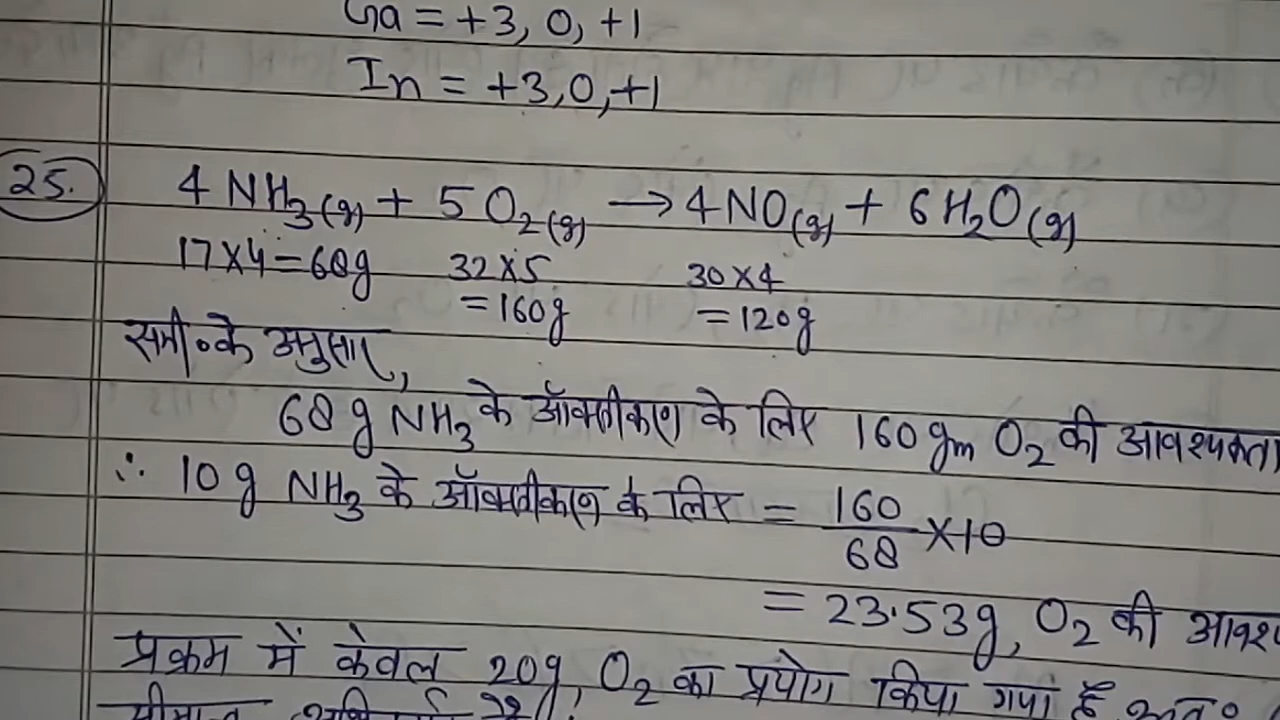 Ga = +3, 0, +1
In = +3, 0, +1
25. 4 NH₃(g) + 5 O₂(g) → 4 NO(g) + 6 H₂O(g)
17×4=68g 32×5 30×4
=160g =120g
समी॰के अनुसार,
68 g NH₃ के ऑक्सीकरण के लिए 160 gm O₂ की आवश्यकता
∴ 10 g NH₃ के ऑक्सीकरण के लिए = 160/68 ×10
= 23.53g, O₂ की
प्रक्रम में केवल 20g, O₂ का प्रयोग किया गया है अतः